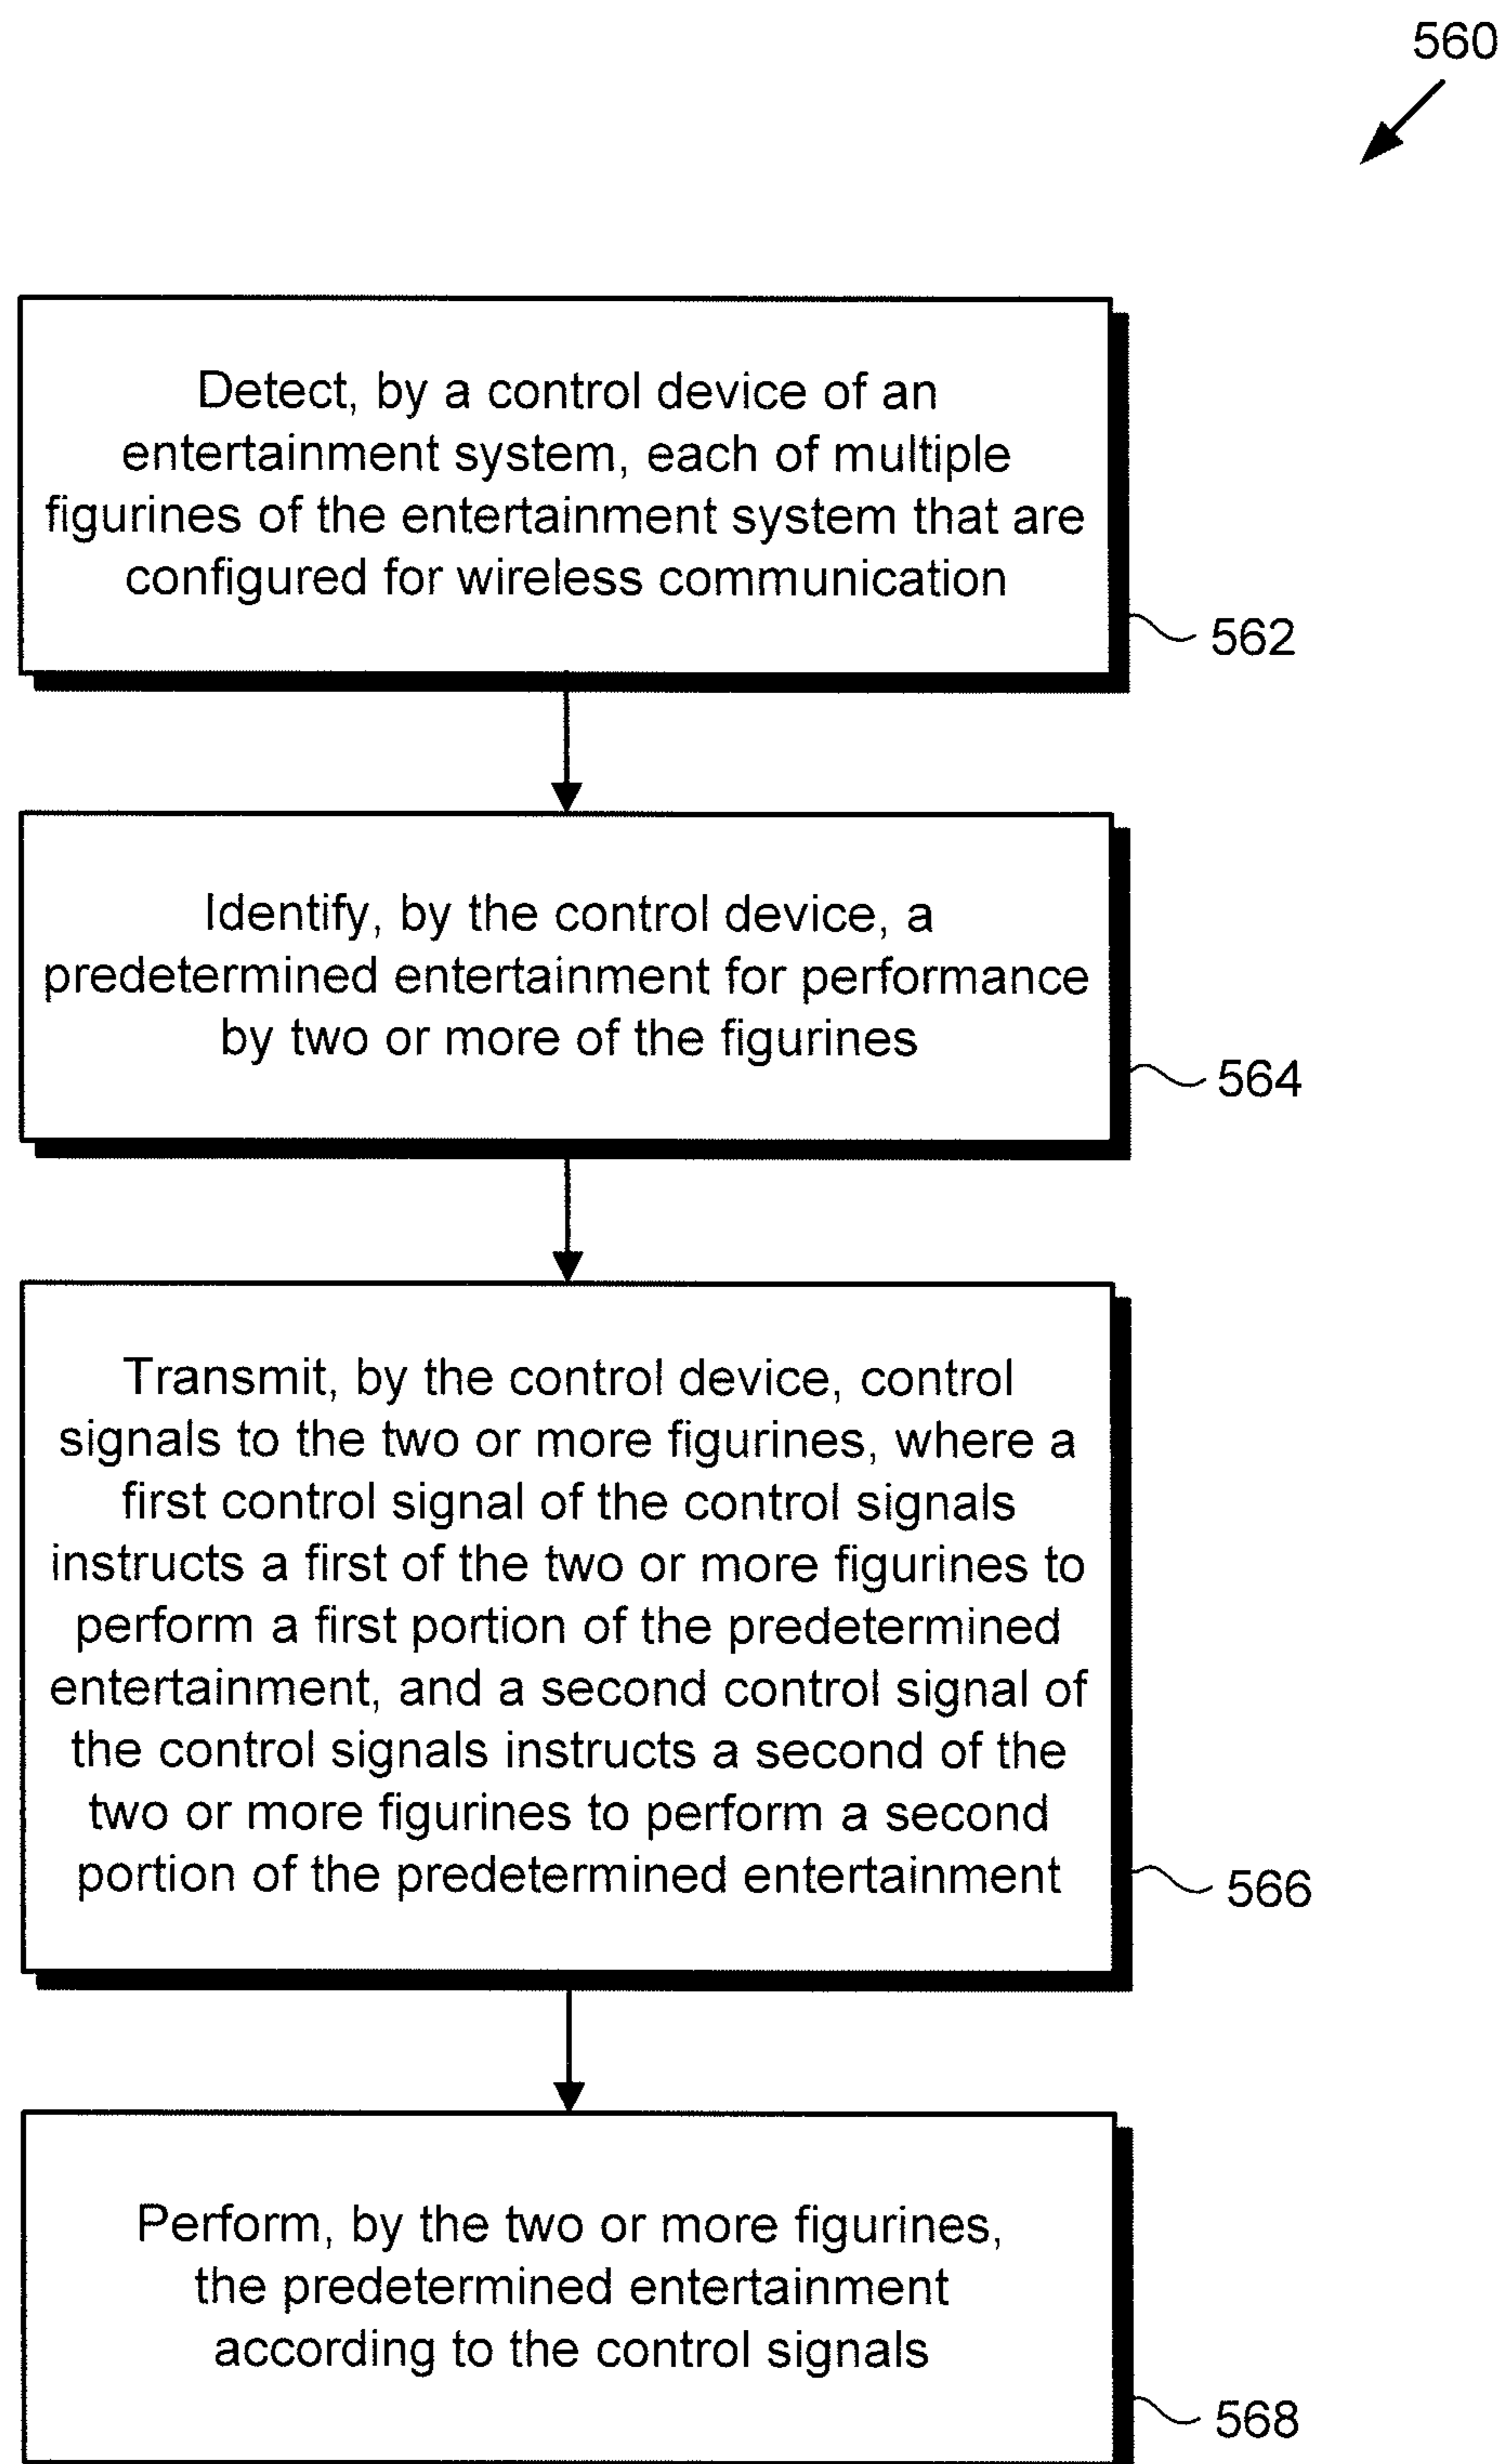 560
Detect, by a control device of an
entertainment system, each of multiple
figurines of the entertainment system that are
configured for wireless communication
562
Identify, by the control device, a
predetermined entertainment for performance
by two or more of the figurines
564
Transmit, by the control device, control
signals to the two or more figurines, where a
first control signal of the control signals
instructs a first of the two or more figurines to
perform a first portion of the predetermined
entertainment, and a second control signal of
the control signals instructs a second of the
two or more figurines to perform a second
portion of the predetermined entertainment
566
Perform, by the two or more figurines,
the predetermined entertainment
according to the control signals
568